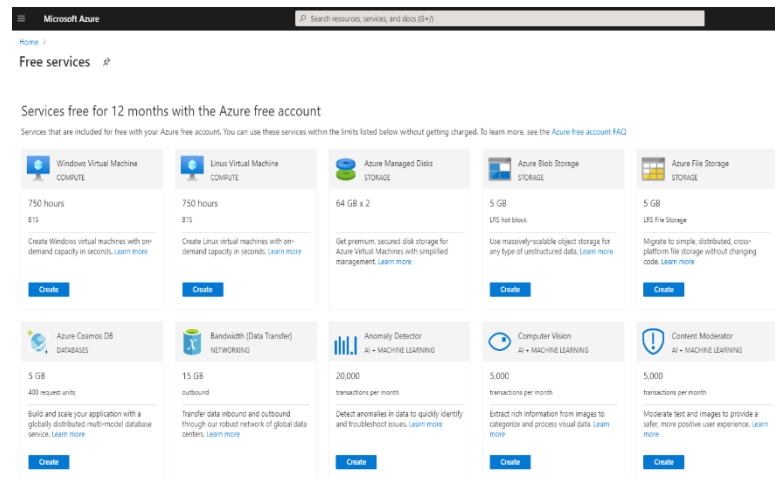 Microsoft Azure
Search resources, services, and docs (G+/)
Home >
Free services
Services free for 12 months with the Azure free account
Services that are included for free with your Azure free account. You can use these services within the limits listed below without getting charged. To learn more, see the Azure free account FAQ
Windows Virtual Machine
COMPUTE
750 hours
B1S
Create Windows virtual machines with on-
demand capacity in seconds. Learn more
Create
Linux Virtual Machine
COMPUTE
750 hours
B1S
Create Linux virtual machines with on-
demand capacity in seconds. Learn more
Create
Azure Managed Disks
STORAGE
64 GB x 2
Get premium, secured disk storage for
Azure Virtual Machines with simplified
management. Learn more
Azure Blob Storage
STORAGE
5 GB
LRS hot block
Use massively-scalable object storage for
any type of unstructured data. Learn more
Create
Azure File Storage
STORAGE
5 GB
LRS File Storage
Migrate to simple, distributed, cross-
platform file storage without changing
code. Learn more
Create
Azure Cosmos DB
DATABASES
5 GB
400 request units
Build and scale your application with a
globally distributed multi-model database
service. Learn more
Create
Bandwidth (Data Transfer)
NETWORKING
15 GB
outbound
Transfer data inbound and outbound
through our robust network of global data
centers. Learn more
Anomaly Detector
AI + MACHINE LEARNING
20,000
transactions per month
Detect anomalies in data to quickly identify
and troubleshoot issues. Learn more
Create
Computer Vision
AI + MACHINE LEARNING
5,000
transactions per month
Extract rich information from images to
categorize and process visual data. Learn
more
Create
Content Moderator
AI + MACHINE LEARNING
5,000
transactions per month
Moderate text and images to provide a
safer, more positive user experience. Learn
more
Create